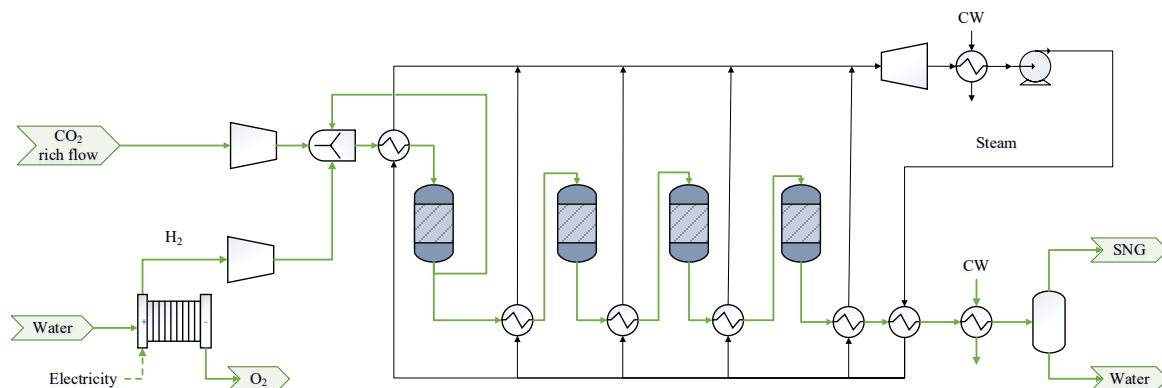 CW
CO2
rich flow
Steam
H2
SNG
CW
+
-
Water
Electricity
O2
Water